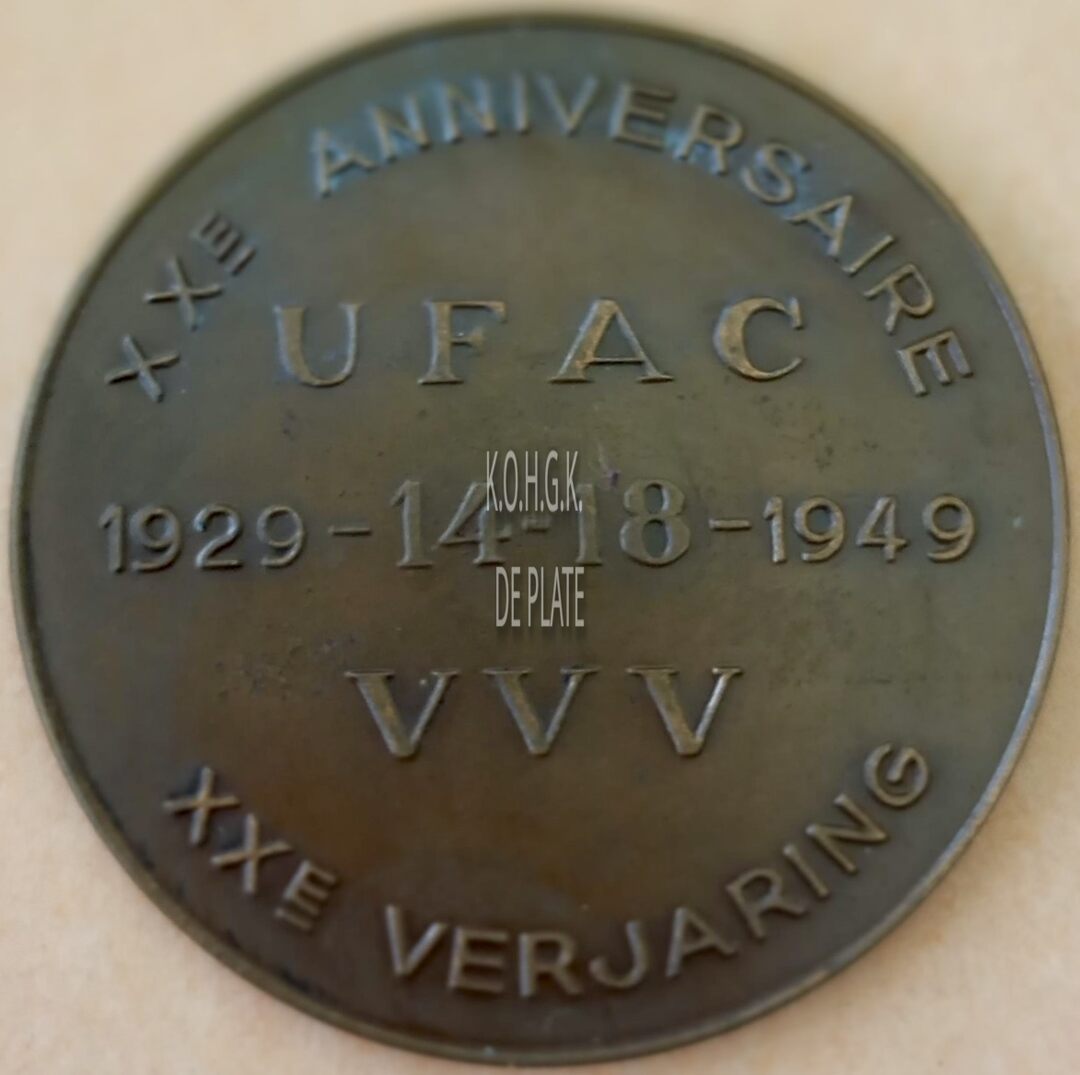 XXE ANNIVERSAIRE
UFAC
K.O.H.G.K.
1929-14-18-1949
DE PLATE
VVV
XXE VERJARING